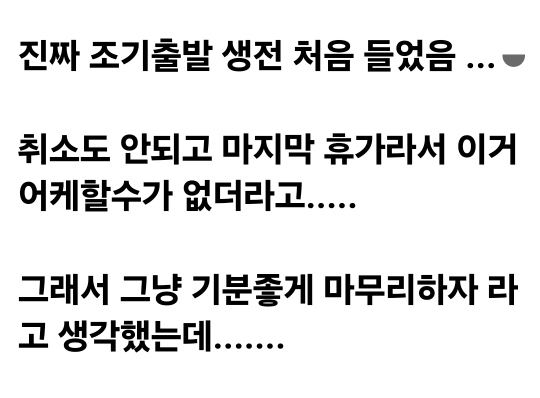 진짜 조기출발 생전 처음 들었음 ...
취소도 안되고 마지막 휴가라서 이거
어케할수가 없더라고.....
그래서 그냥 기분좋게 마무리하자 라
고 생각했는데.......